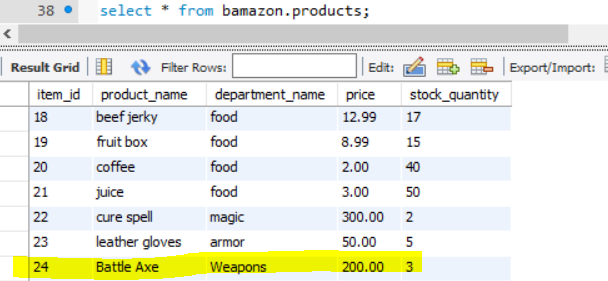 38 select * from bamazon.products;
Result Grid Filter Rows: Edit: Export/Import:
item_id product_name department_name price stock_quantity
18 beef jerky food 12.99 17
19 fruit box food 8.99 15
20 coffee food 2.00 40
21 juice food 3.00 50
22 cure spell magic 300.00 2
23 leather gloves armor 50.00 5
24 Battle Axe Weapons 200.00 3